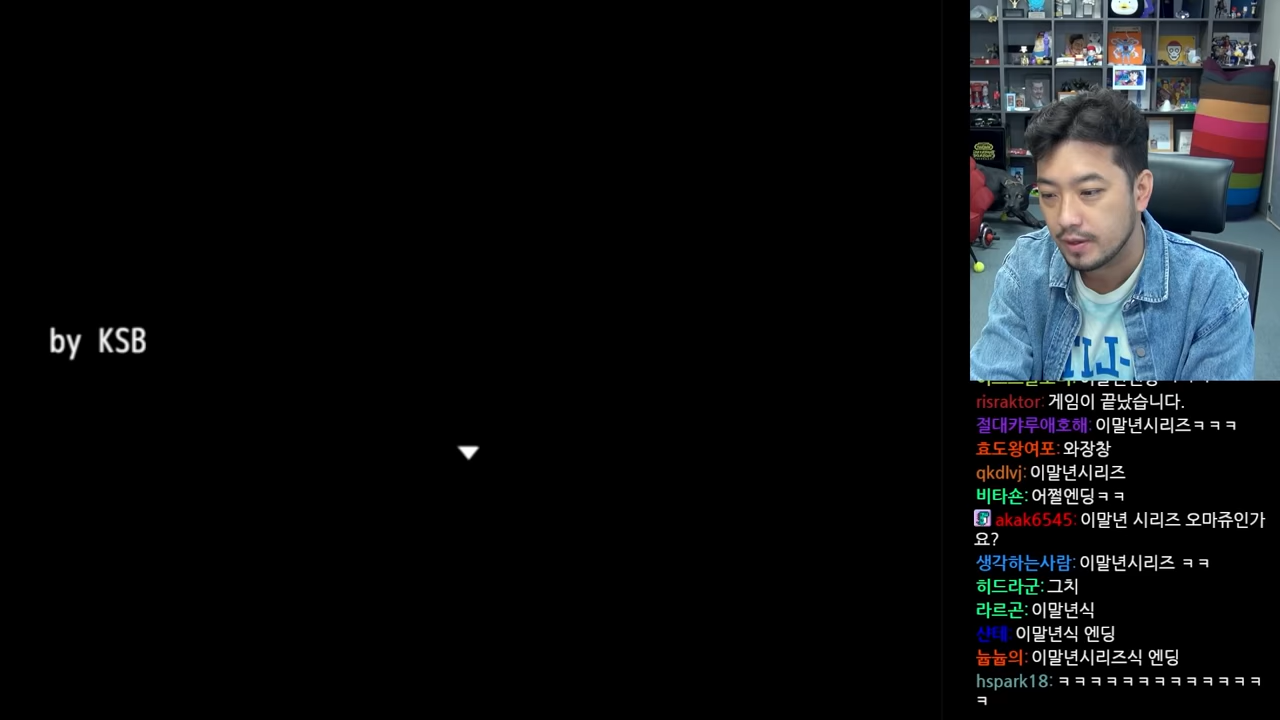 by KSB
risraktor: 게임이 끝났습니다.
절대캬루애호해: 이말년시리즈ㅋㅋㅋ
효도왕여포: 와장창
qkdlvj: 이말년시리즈
비타숀: 어쩔엔딩ㅋㅋ
akak6545: 이말년 시리즈 오마쥬인가
요?
생각하는사람: 이말년시리즈 ㅋㅋ
히드라군: 그치
라르곤: 이말년식
산데: 이말년식 엔딩
늅늅의: 이말년시리즈식 엔딩
hspark18: ㅋㅋㅋㅋㅋㅋㅋㅋㅋㅋㅋㅋㅋ
ㅋ